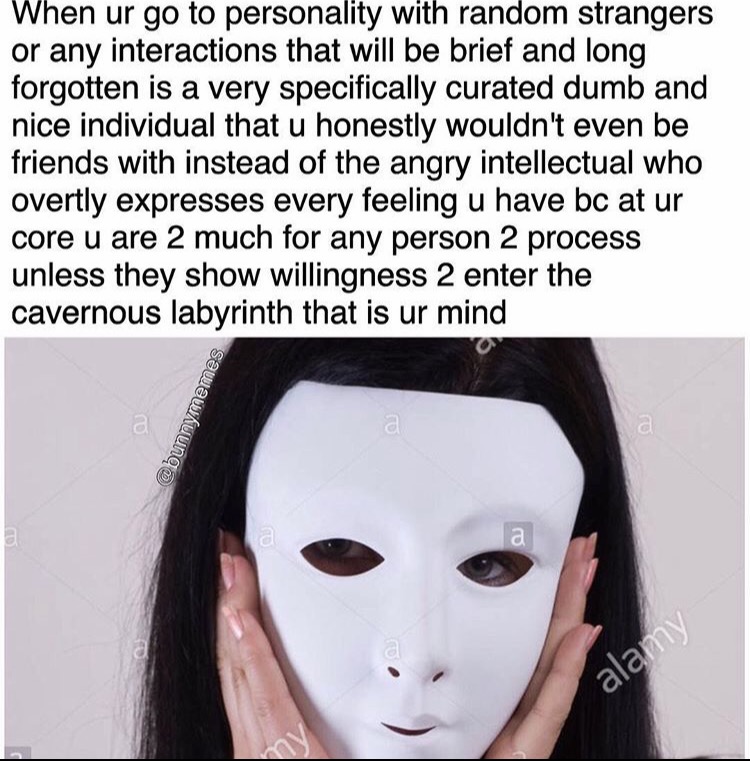 When ur go to personality with random strangers
or any interactions that will be brief and long
forgotten is a very specifically curated dumb and
nice individual that u honestly wouldn't even be
friends with instead of the angry intellectual who
overtly expresses every feeling u have bc at ur
core u are 2 much for any person 2 process
unless they show willingness 2 enter the
cavernous labyrinth that is ur mind
@bunnymemes
a
a
a
a
a
a
a
a
a
alamy
my